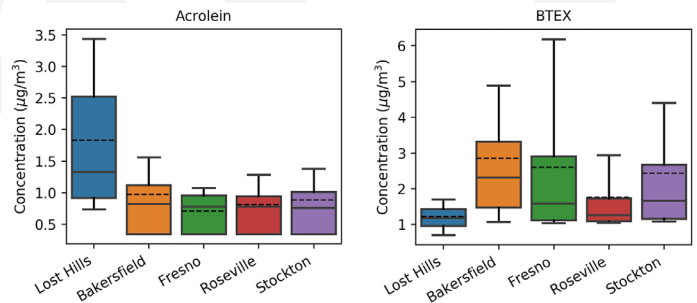 Acrolein
Concentration (μg/m³)
3.5
3.0
2.5
2.0
1.5
1.0
0.5
Lost Hills
Bakersfield
Fresno
Roseville
Stockton
BTEX
Concentration (μg/m³)
6
5
4
3
2
1
Lost Hills
Bakersfield
Fresno
Roseville
Stockton